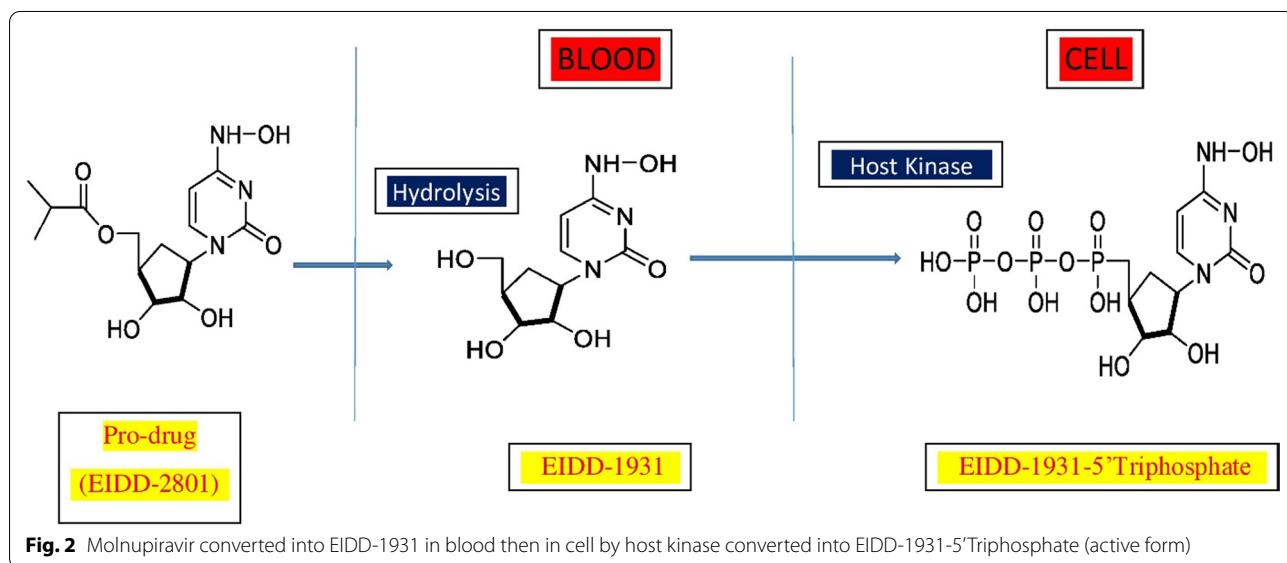 BLOOD
CELL
Hydrolysis
Host Kinase
NH-OH
O
O
N
N
O
HO
OH
NH-OH
N
HO
N
O
HO
OH
NH-OH
N
O
O
O
N
O
HO-P-O-P-O-P
OH
OH
OH
HO
OH
Pro-drug
(EIDD-2801)
EIDD-1931
EIDD-1931-5'Triphosphate
Fig. 2 Molnupiravir converted into EIDD-1931 in blood then in cell by host kinase converted into EIDD-1931-5'Triphosphate (active form)